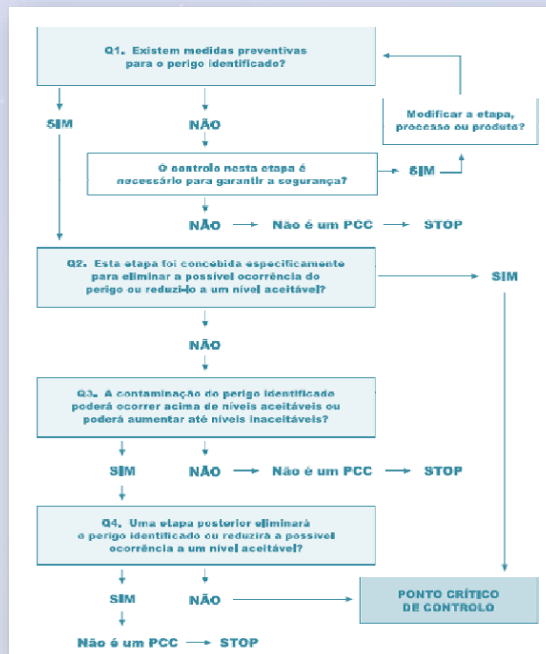 Q1. Existem medidas preventivas
para o perigo identificado?
SIM
NÃO
Modificar a etapa,
processo ou produto?
O controlo nesta etapa é
necessário para garantir a segurança?
SIM
NÃO
Não é um PCC
STOP
Q2. Esta etapa foi concebida especificamente
para eliminar a possível ocorrência do
perigo ou reduzi-lo a um nível aceitável?
SIM
NÃO
Q3. A contaminação do perigo identificado
poderá ocorrer acima de níveis aceitáveis ou
poderá aumentar até níveis inaceitáveis?
SIM
NÃO
Não é um PCC
STOP
Q4. Uma etapa posterior eliminará
o perigo identificado ou reduzirá a possível
ocorrência a um nível aceitável?
SIM
NÃO
PONTO CRÍTICO
DE CONTROLO
Não é um PCC
STOP